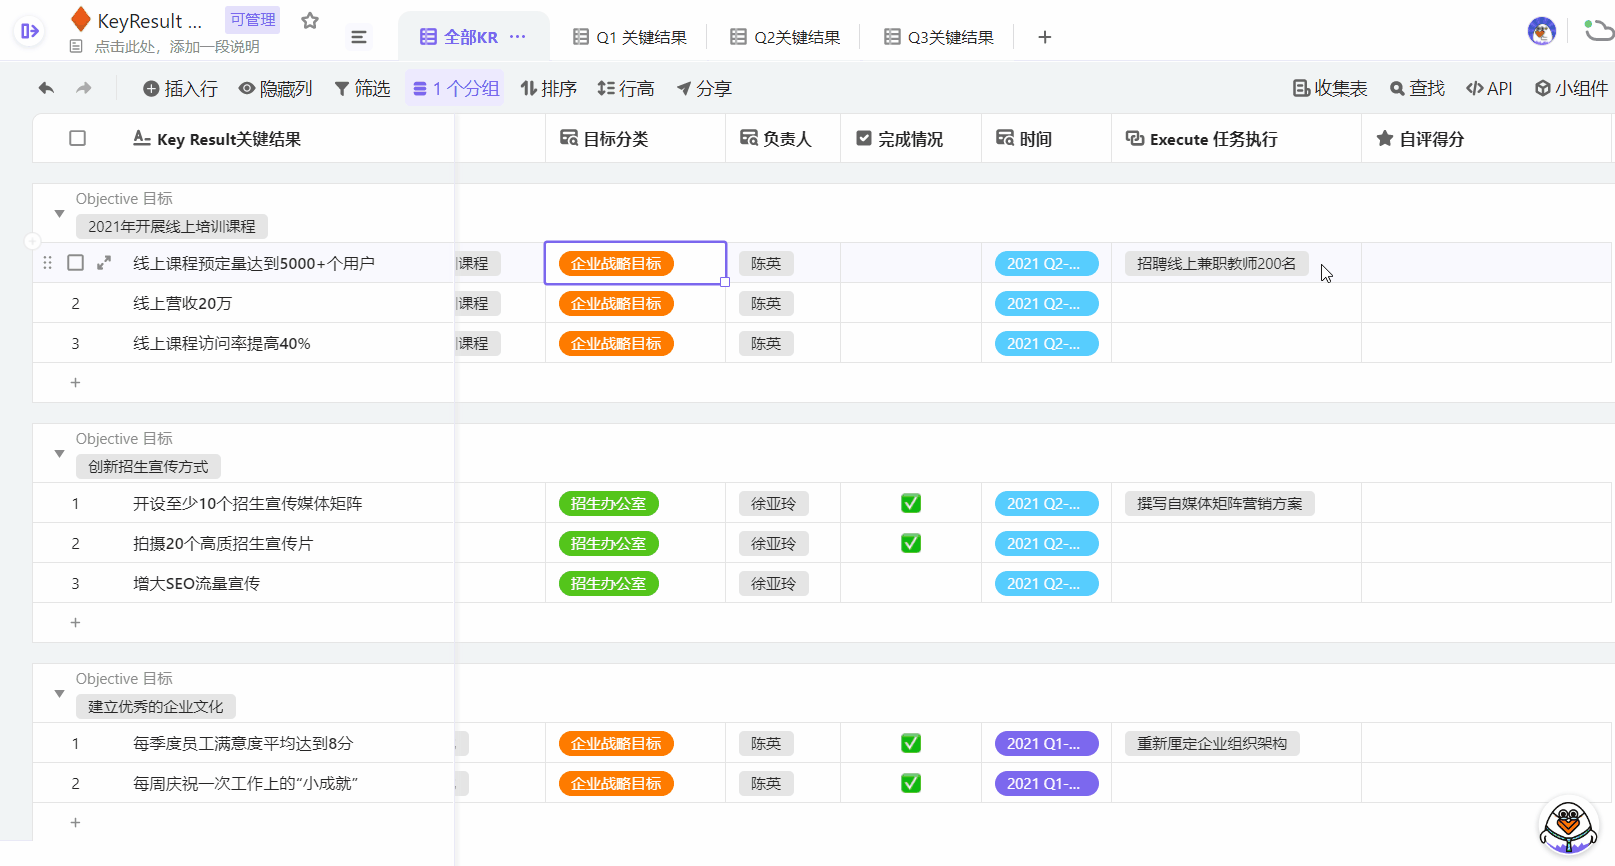 KeyResult ... 可管理
点击此处，添加一段说明
全部KR ··· Q1 关键结果 Q2关键结果 Q3关键结果 +
插入行 隐藏列 筛选 1 个分组 排序 行高 分享 收集表 查找 API 小组件
Key Result关键结果 目标分类 负责人 完成情况 时间 Execute 任务执行 自评得分
Objective 目标
2021年开展线上培训课程
线上课程预定量达到5000+个用户 课程 企业战略目标 陈英 2021 Q2-... 招聘线上兼职教师200名
2 线上营收20万 课程 企业战略目标 陈英 2021 Q2-...
3 线上课程访问率提高40% 课程 企业战略目标 陈英 2021 Q2-...
+
Objective 目标
创新招生宣传方式
1 开设至少10个招生宣传媒体矩阵 招生办公室 徐亚玲 2021 Q2-... 撰写自媒体矩阵营销方案
2 拍摄20个高质招生宣传片 招生办公室 徐亚玲 2021 Q2-...
3 增大SEO流量宣传 招生办公室 徐亚玲 2021 Q2-...
+
Objective 目标
建立优秀的企业文化
1 每季度员工满意度平均达到8分 企业战略目标 陈英 2021 Q1-... 重新厘定企业组织架构
2 每周庆祝一次工作上的“小成就” 企业战略目标 陈英 2021 Q1-...
+